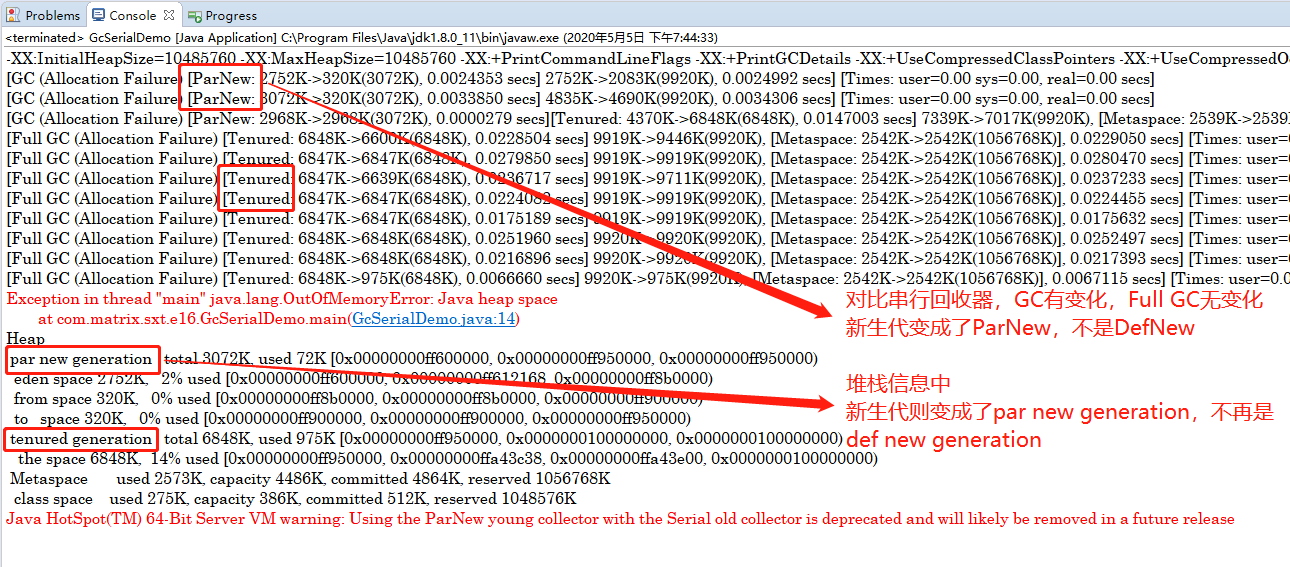 Problems Console Progress
<terminated> GcSerialDemo [Java Application] C:\Program Files\Java\jdk1.8.0_11\bin\javaw.exe (2020年5月5日 下午7:44:33)
-XX:InitialHeapSize=10485760 -XX:MaxHeapSize=10485760 -XX:+PrintCommandLineFlags -XX:+PrintGCDetails -XX:+UseCompressedClassPointers -XX:+UseCompressedO
[GC (Allocation Failure) [ParNew: 2752K->320K(3072K), 0.0024353 secs] 2752K->2083K(9920K), 0.0024992 secs] [Times: user=0.00 sys=0.00, real=0.00 secs]
[GC (Allocation Failure) [ParNew: 3072K->320K(3072K), 0.0033850 secs] 4835K->4690K(9920K), 0.0034306 secs] [Times: user=0.00 sys=0.00, real=0.00 secs]
[GC (Allocation Failure) [ParNew: 2968K->2968K(3072K), 0.0000279 secs][Tenured: 4370K->6848K(6848K), 0.0147003 secs] 7339K->7017K(9920K), [Metaspace: 2539K->2539
[Full GC (Allocation Failure) [Tenured: 6848K->6600K(6848K), 0.0228504 secs] 9919K->9446K(9920K), [Metaspace: 2542K->2542K(1056768K)], 0.0229050 secs] [Times: user=
[Full GC (Allocation Failure) [Tenured: 6847K->6847K(6848K), 0.0279850 secs] 9919K->9919K(9920K), [Metaspace: 2542K->2542K(1056768K)], 0.0280470 secs] [Times: user=
[Full GC (Allocation Failure) [Tenured: 6847K->6639K(6848K), 0.0236717 secs] 9919K->9711K(9920K), [Metaspace: 2542K->2542K(1056768K)], 0.0237233 secs] [Times: user=
[Full GC (Allocation Failure) [Tenured: 6847K->6847K(6848K), secs] 9919K->9919K(9920K), [Metaspace: 2542K->2542K(1056768K)], 0.0224455 secs] [Times: user=
[Full GC (Allocation Failure) [Tenured: 6847K->6847K(6848K), 0.0175189 secs] 9919K->9919K(9920K), [Metaspace: 2542K->2542K(1056768K)], 0.0175632 secs] [Times: user=
[Full GC (Allocation Failure) [Tenured: 6848K->6848K(6848K), 0.0251960 secs] 9920K->9920K(9920K), [Metaspace: 2542K->2542K(1056768K)], 0.0252497 secs] [Times: user=
[Full GC (Allocation Failure) [Tenured: 6848K->6848K(6848K), 0.0216896 secs] 9920K->9920K(9920K), [Metaspace: 2542K->2542K(1056768K)], 0.0217393 secs] [Times: user=
[Full GC (Allocation Failure) [Tenured: 6848K->975K(6848K), 0.0066660 secs] 9920K->975K(9920K), [Metaspace: 2542K->2542K(1056768K)], 0.0067115 secs] [Times: user=
Exception in thread "main" java.lang.OutOfMemoryError: Java heap space
at com.matrix.sxt.e16.GcSerialDemo.main(GcSerialDemo.java:14)
对比串行回收器，GC有变化，Full GC无变化
新生代变成了ParNew，不是DefNew
Heap
par new generation total 3072K, used 72K [0x00000000ff600000, 0x00000000ff950000, 0x00000000ff950000)
eden space 2752K, 2% used [0x00000000ff600000, 0x00000000ff612168, 0x00000000ff8b0000)
from space 320K, 0% used [0x00000000ff8b0000, 0x00000000ff8b0000, 0x00000000ff900000)
to space 320K, 0% used [0x00000000ff900000, 0x00000000ff900000, 0x00000000ff950000)
tenured generation total 6848K, used 975K [0x00000000ff950000, 0x0000000100000000, 0x0000000100000000)
the space 6848K, 14% used [0x00000000ff950000, 0x00000000ffa43c38, 0x00000000ffa43e00, 0x0000000100000000)
堆栈信息中
新生代则变成了par new generation，不再是
def new generation
Metaspace used 2573K, capacity 4486K, committed 4864K, reserved 1056768K
class space used 275K, capacity 386K, committed 512K, reserved 1048576K
Java HotSpot(TM) 64-Bit Server VM warning: Using the ParNew young collector with the Serial old collector is deprecated and will likely be removed in a future release